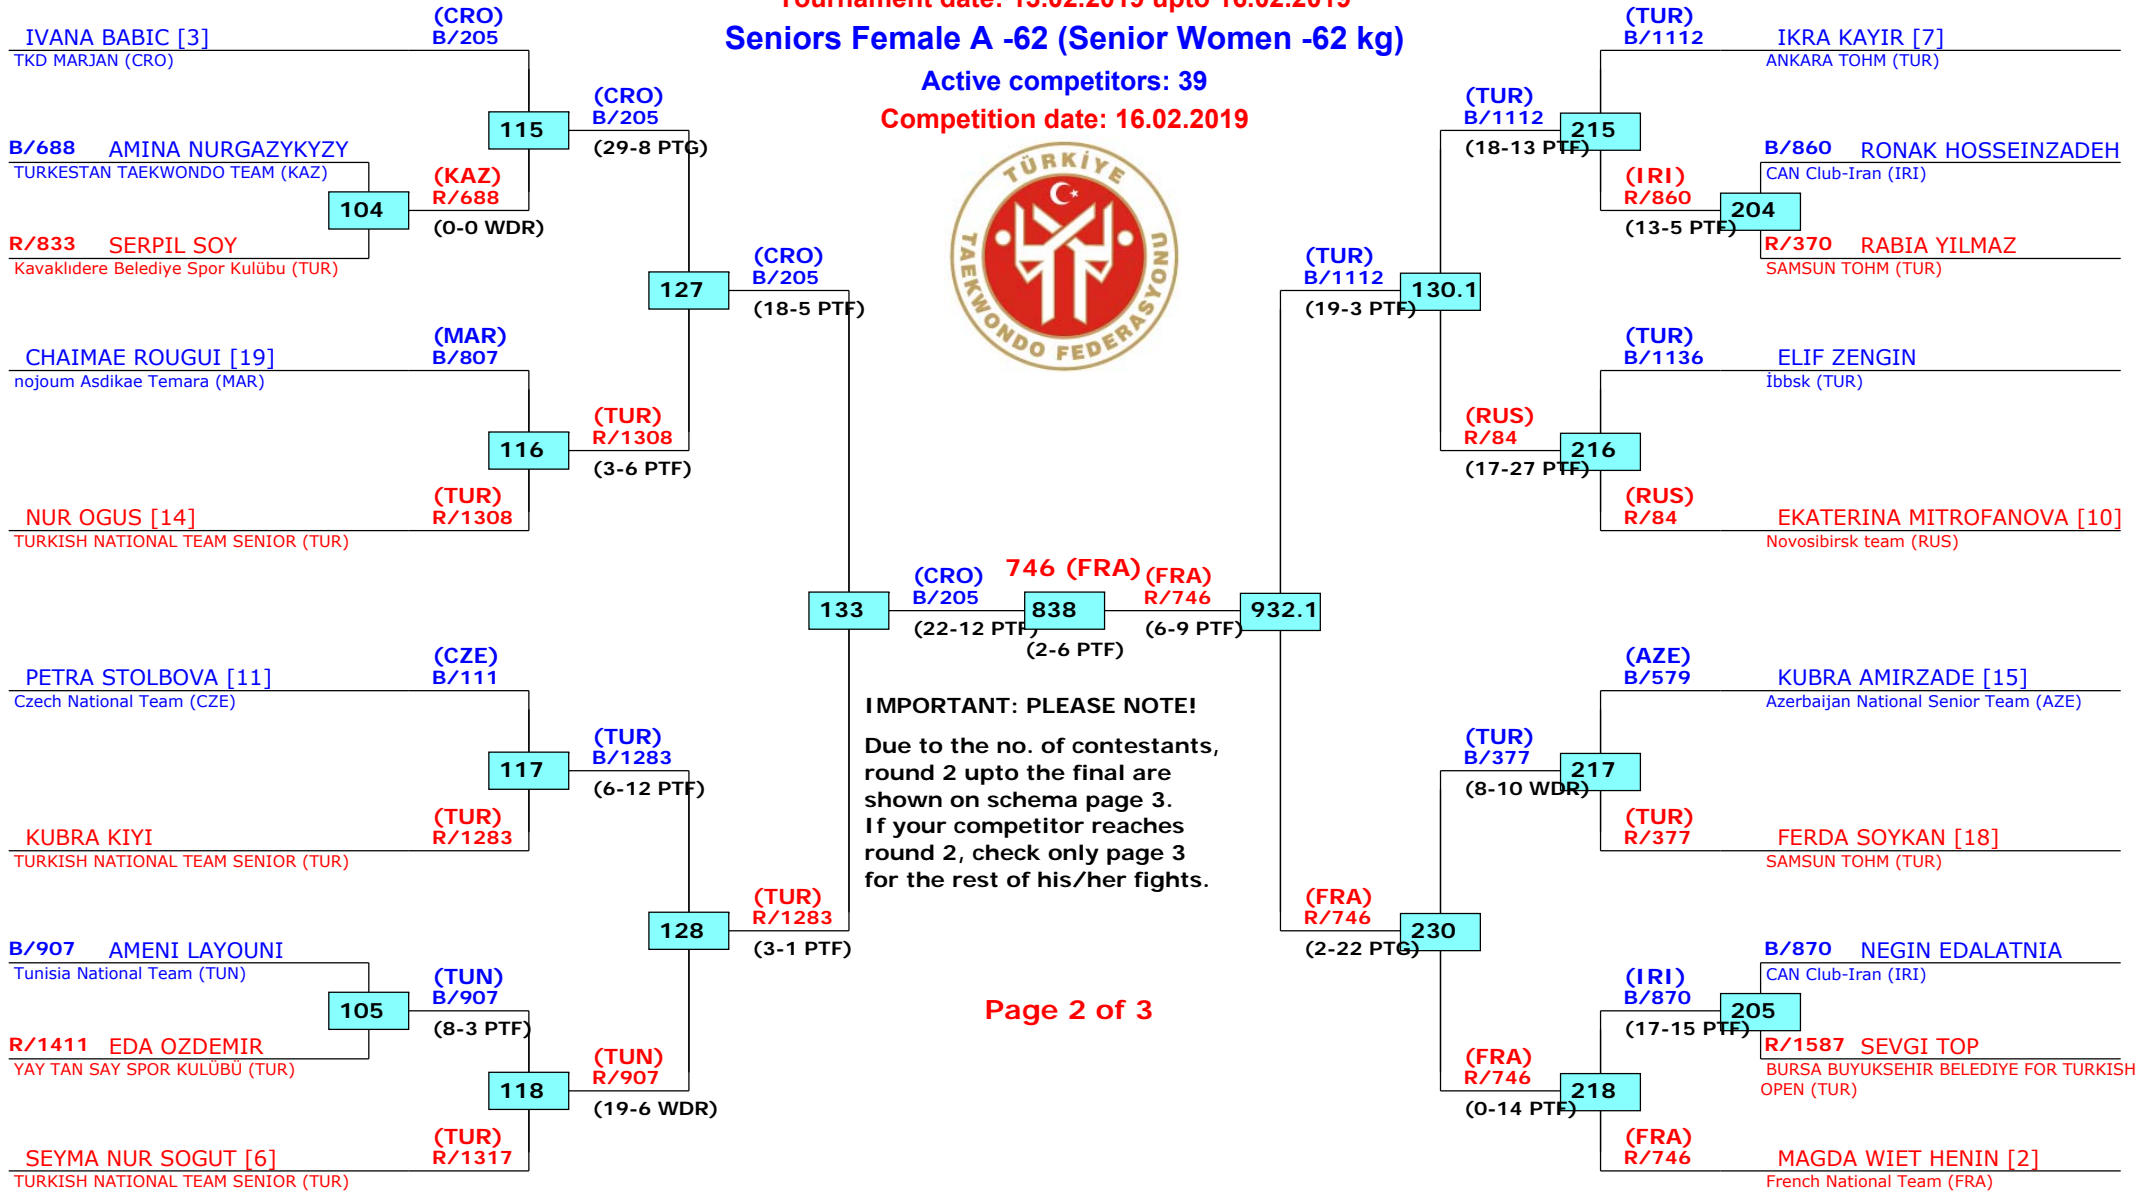 Tournament date: 13.02.2019 upto 16.02.2019
Seniors Female A -62 (Senior Women -62 kg)
Active competitors: 39
Competition date: 16.02.2019
TÜRKİYE
TAEKWONDO FEDERASYONU
IVANA BABIC [3]
TKD MARJAN (CRO)
(CRO)
B/205
B/688 AMINA NURGAZYKYZY
TURKESTAN TAEKWONDO TEAM (KAZ)
104
R/833 SERPIL SOY
Kavaklıdere Belediye Spor Kulübu (TUR)
(KAZ)
R/688
(0-0 WDR)
115
(CRO)
B/205
(29-8 PTG)
CHAIMAE ROUGUI [19]
nojoum Asdikae Temara (MAR)
(MAR)
B/807
116
NUR OGUS [14]
TURKISH NATIONAL TEAM SENIOR (TUR)
(TUR)
R/1308
(TUR)
R/1308
(3-6 PTF)
127
(CRO)
B/205
(18-5 PTF)
PETRA STOLBOVA [11]
Czech National Team (CZE)
(CZE)
B/111
117
KUBRA KIYI
TURKISH NATIONAL TEAM SENIOR (TUR)
(TUR)
R/1283
(TUR)
B/1283
(6-12 PTF)
B/907 AMENI LAYOUNI
Tunisia National Team (TUN)
105
R/1411 EDA OZDEMIR
YAY TAN SAY SPOR KULÜBÜ (TUR)
(TUN)
B/907
(8-3 PTF)
118
SEYMA NUR SOGUT [6]
TURKISH NATIONAL TEAM SENIOR (TUR)
(TUR)
R/1317
(TUN)
R/907
(19-6 WDR)
128
(TUR)
R/1283
(3-1 PTF)
133
(CRO)
B/205
(22-12 PTF)
746 (FRA)
838
(2-6 PTF)
(FRA)
R/746
(6-9 PTF)
932.1
IMPORTANT: PLEASE NOTE!
Due to the no. of contestants,
round 2 upto the final are
shown on schema page 3.
If your competitor reaches
round 2, check only page 3
for the rest of his/her fights.
Page 2 of 3
(TUR)
B/1112
(19-3 PTF)
130.1
(TUR)
B/1112
(18-13 PTF)
215
(TUR)
B/1112
IKRA KAYIR [7]
ANKARA TOHM (TUR)
(IRI)
R/860
(13-5 PTF)
204
B/860 RONAK HOSSEINZADEH
CAN Club-Iran (IRI)
R/370 RABIA YILMAZ
SAMSUN TOHM (TUR)
(RUS)
R/84
(17-27 PTF)
216
(TUR)
B/1136
ELIF ZENGIN
İbbsk (TUR)
(RUS)
R/84
EKATERINA MITROFANOVA [10]
Novosibirsk team (RUS)
(FRA)
R/746
(2-22 PTG)
230
(TUR)
B/377
(8-10 WDR)
217
(AZE)
B/579
KUBRA AMIRZADE [15]
Azerbaijan National Senior Team (AZE)
(TUR)
R/377
FERDA SOYKAN [18]
SAMSUN TOHM (TUR)
(FRA)
R/746
(0-14 PTF)
218
(IRI)
B/870
(17-15 PTF)
205
B/870 NEGIN EDALATNIA
CAN Club-Iran (IRI)
R/1587 SEVGI TOP
BURSA BUYUKSEHIR BELEDIYE FOR TURKISH
OPEN (TUR)
(FRA)
R/746
MAGDA WIET HENIN [2]
French National Team (FRA)